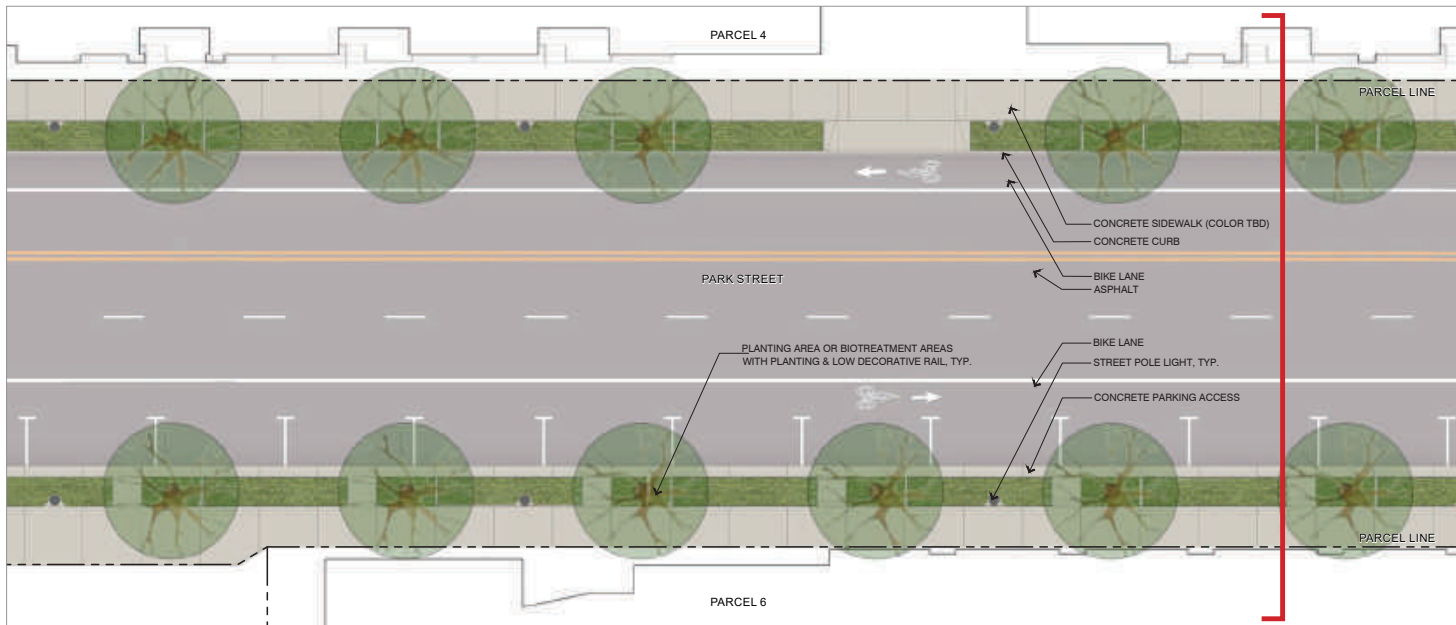 PARCEL 4
PARCEL LINE
CONCRETE SIDEWALK (COLOR TBD)
CONCRETE CURB
BIKE LANE
ASPHALT
PARK STREET
PLANTING AREA OR BIOTREATMENT AREAS
WITH PLANTING & LOW DECORATIVE RAIL, TYP.
BIKE LANE
STREET POLE LIGHT, TYP.
CONCRETE PARKING ACCESS
PARCEL LINE
PARCEL 6